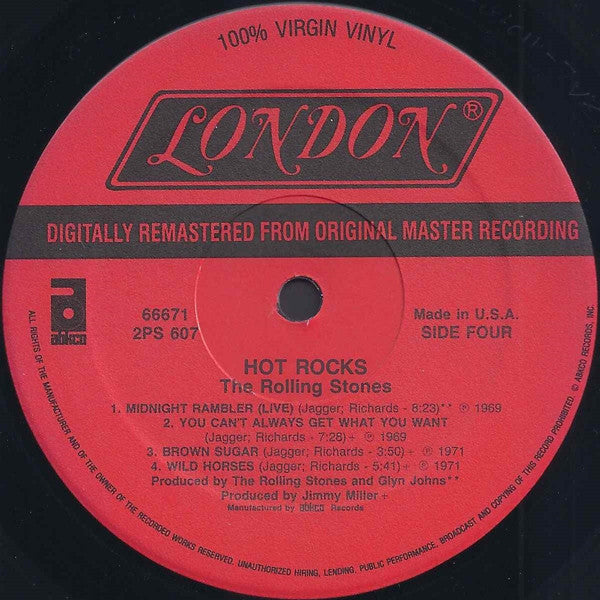 100% VIRGIN VINYL
LONDON®
DIGITALLY REMASTERED FROM ORIGINAL MASTER RECORDING
abkco
66671
2PS 607
Made in U.S.A.
SIDE FOUR
HOT ROCKS
The Rolling Stones
1. MIDNIGHT RAMBLER (LIVE) (Jagger; Richards - 8:23)** ℗ 1969
2. YOU CAN'T ALWAYS GET WHAT YOU WANT
(Jagger; Richards - 7:28)+ ℗ 1969
3. BROWN SUGAR (Jagger; Richards - 3:50)+ ℗ 1971
4. WILD HORSES (Jagger; Richards - 5:41)+ ℗ 1971
Produced by The Rolling Stones and Glyn Johns**
Produced by Jimmy Miller+
Manufactured by abkco Records
ALL RIGHTS OF THE MANUFACTURER AND OF THE OWNER OF THE RECORDED WORKS RESERVED. UNAUTHORIZED HIRING, LENDING, PUBLIC PERFORMANCE, BROADCAST AND COPYING OF THIS RECORD PROHIBITED © ABKCO RECORDS, INC.